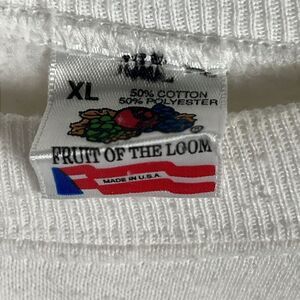 XL
50% COTTON
50% POLYESTER
FRUIT OF THE LOOM
MADE IN U.S.A.